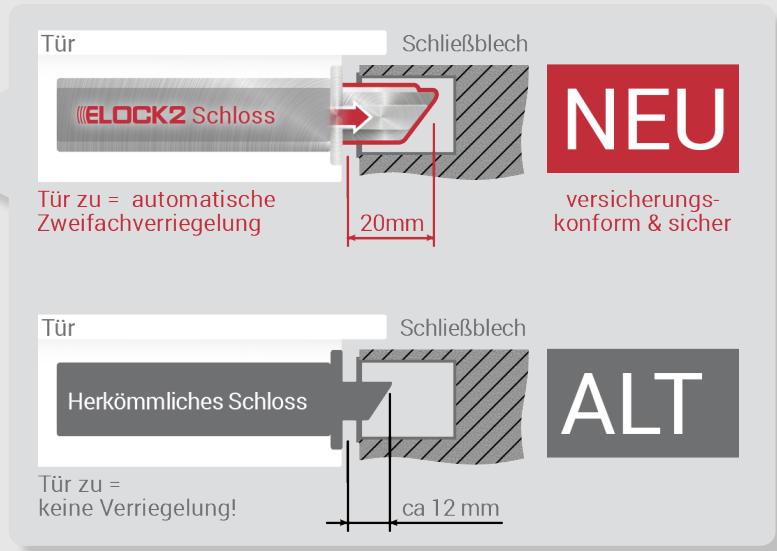 Tür
Schließblech
ELOCK2 Schloss
NEU
Tür zu = automatische
Zweifachverriegelung
20mm
versicherungs-
konform & sicher
Tür
Schließblech
Herkömmliches Schloss
ALT
Tür zu =
keine Verriegelung!
ca 12 mm